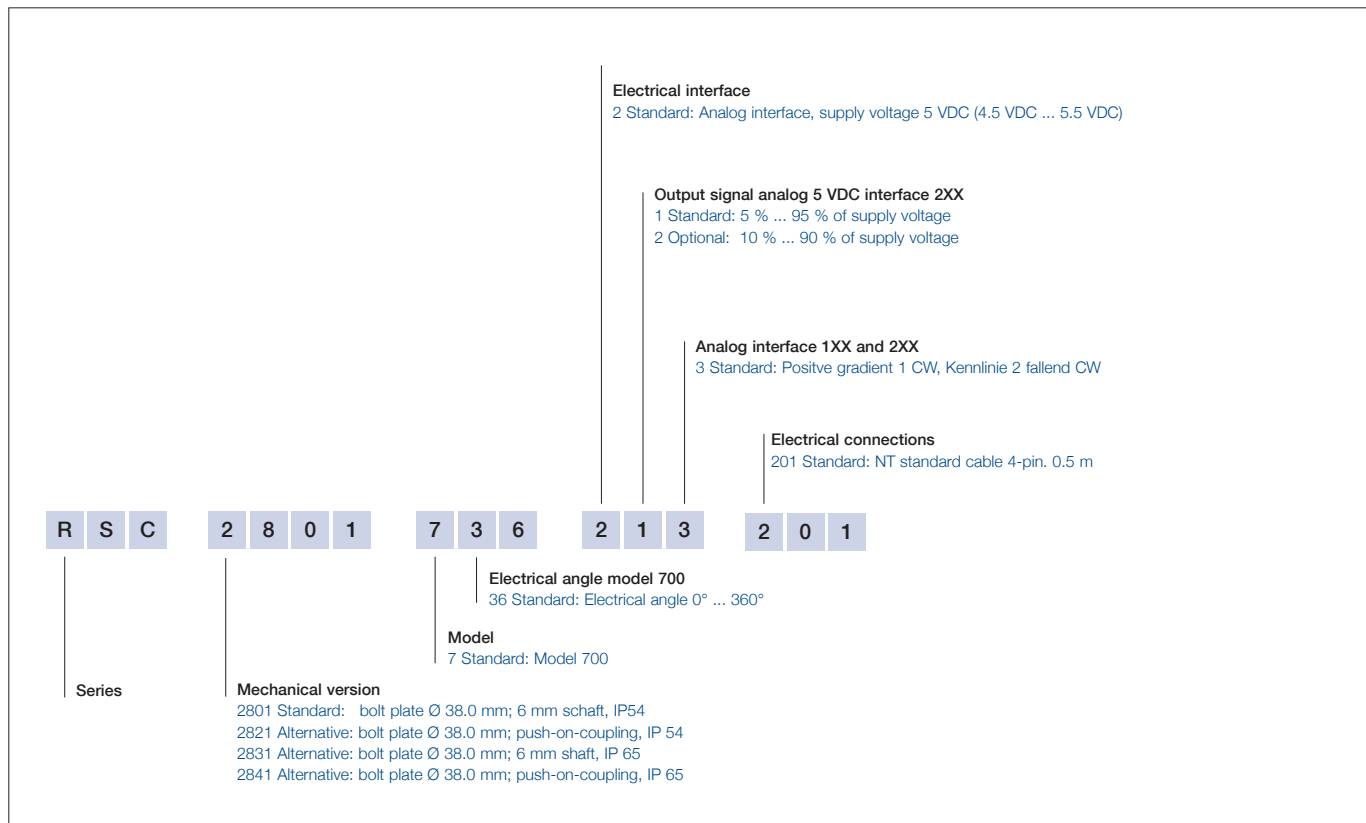 Electrical interface
2 Standard: Analog interface, supply voltage 5 VDC (4.5 VDC ... 5.5 VDC)
Output signal analog 5 VDC interface 2XX
1 Standard: 5 % ... 95 % of supply voltage
2 Optional: 10 % ... 90 % of supply voltage
Analog interface 1XX and 2XX
3 Standard: Positve gradient 1 CW, Kennlinie 2 fallend CW
Electrical connections
201 Standard: NT standard cable 4-pin. 0.5 m
R S C 2 8 0 1 7 3 6 2 1 3 2 0 1
Electrical angle model 700
36 Standard: Electrical angle 0° ... 360°
Model
7 Standard: Model 700
Series
Mechanical version
2801 Standard: bolt plate Ø 38.0 mm; 6 mm schaft, IP54
2821 Alternative: bolt plate Ø 38.0 mm; push-on-coupling, IP 54
2831 Alternative: bolt plate Ø 38.0 mm; 6 mm shaft, IP 65
2841 Alternative: bolt plate Ø 38.0 mm; push-on-coupling, IP 65